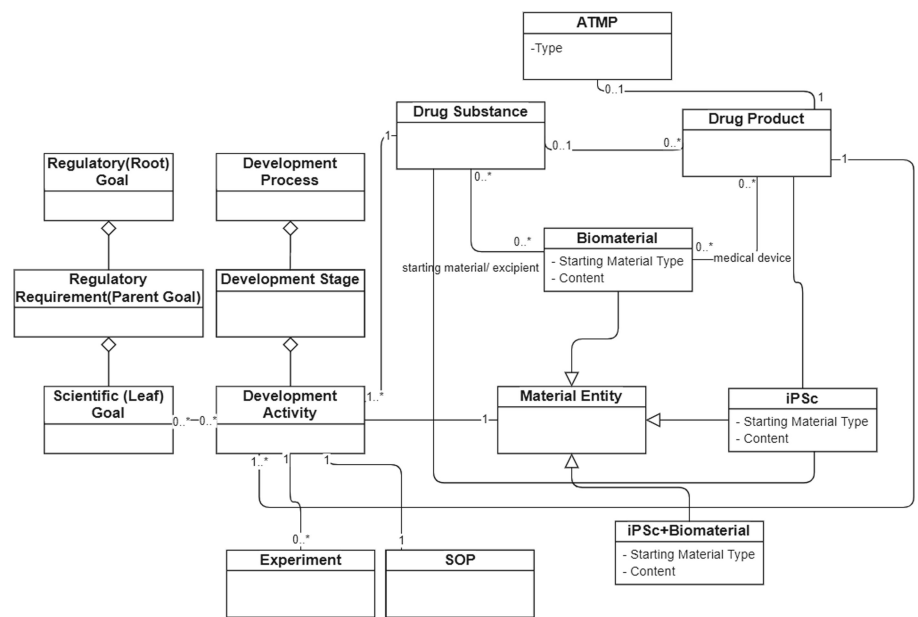 ATMP
-Type
0..1
1
Drug Substance
Drug Product
1
0..1
0..*
1
0..*
0..*
Regulatory(Root)
Goal
Development
Process
Biomaterial
- Starting Material Type
- Content
0..*
0..*
starting material/ excipient
medical device
Regulatory
Requirement(Parent Goal)
Development Stage
Scientific (Leaf)
Goal
Development
Activity
1..*
0..*
0..*
1
Material Entity
iPSc
- Starting Material Type
- Content
1..*
1
1
0..*
1
iPSc+Biomaterial
- Starting Material Type
- Content
Experiment
SOP